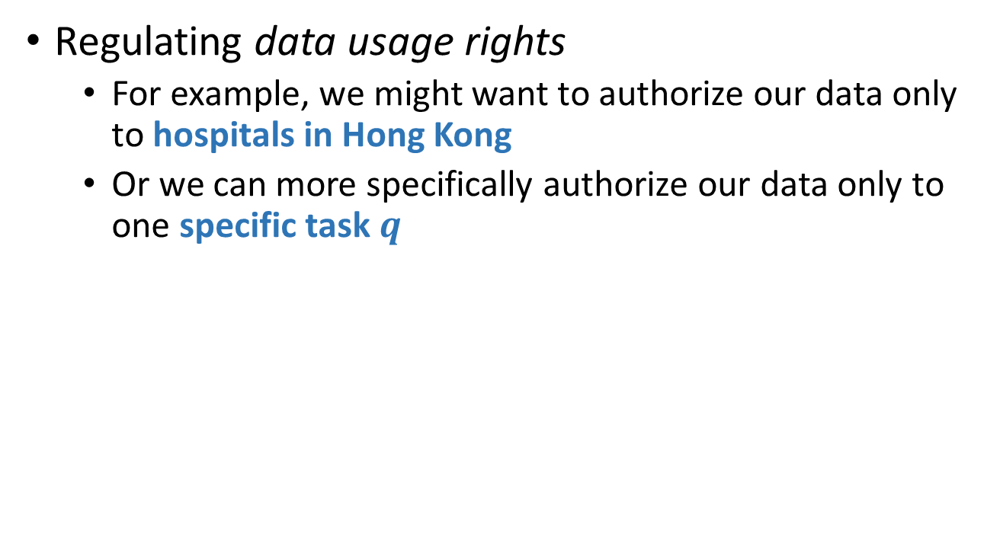 • Regulating data usage rights
• For example, we might want to authorize our data only
to hospitals in Hong Kong
• Or we can more specifically authorize our data only to
one specific task q